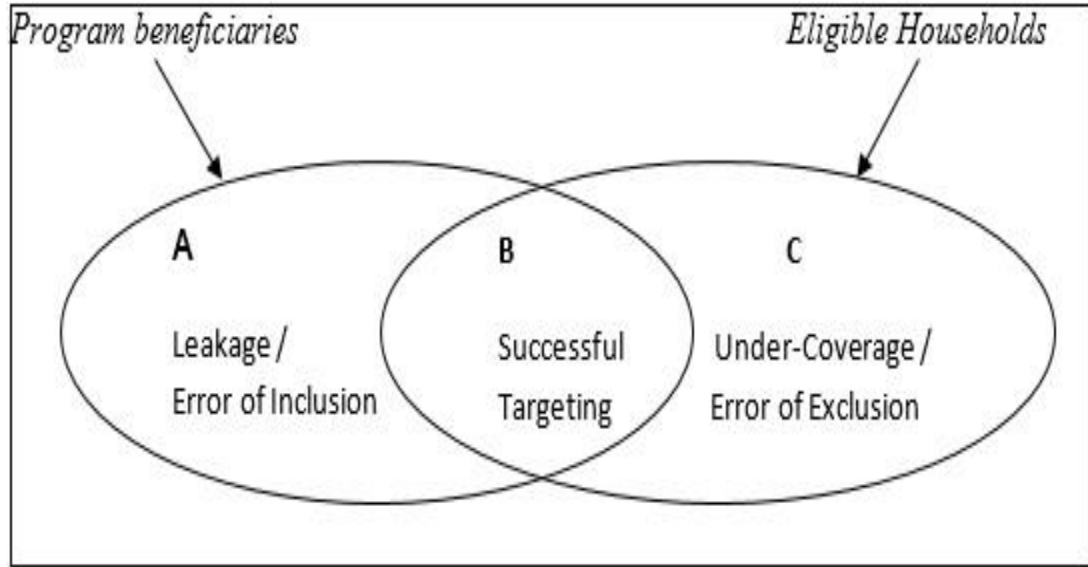 Program beneficiaries
Eligible Households
A
B
C
Leakage /
Error of Inclusion
Successful
Targeting
Under-Coverage /
Error of Exclusion